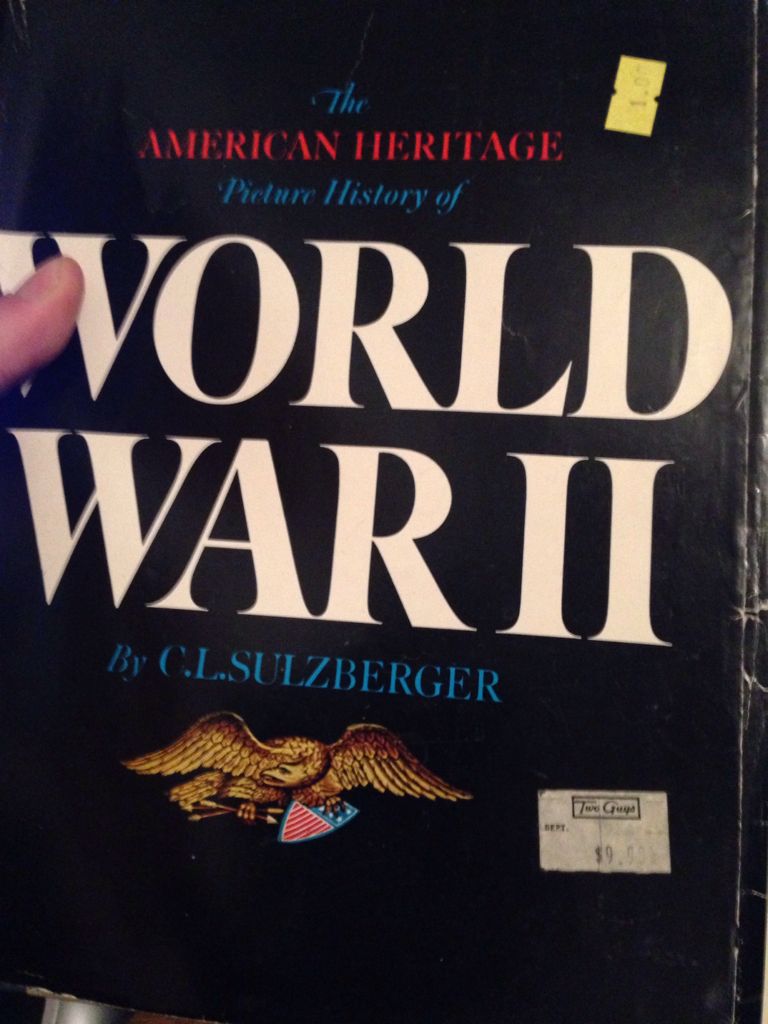 The
AMERICAN HERITAGE
Picture History of
WORLD
WAR II
By C.L.SULZBERGER
Two Guys
DEPT.